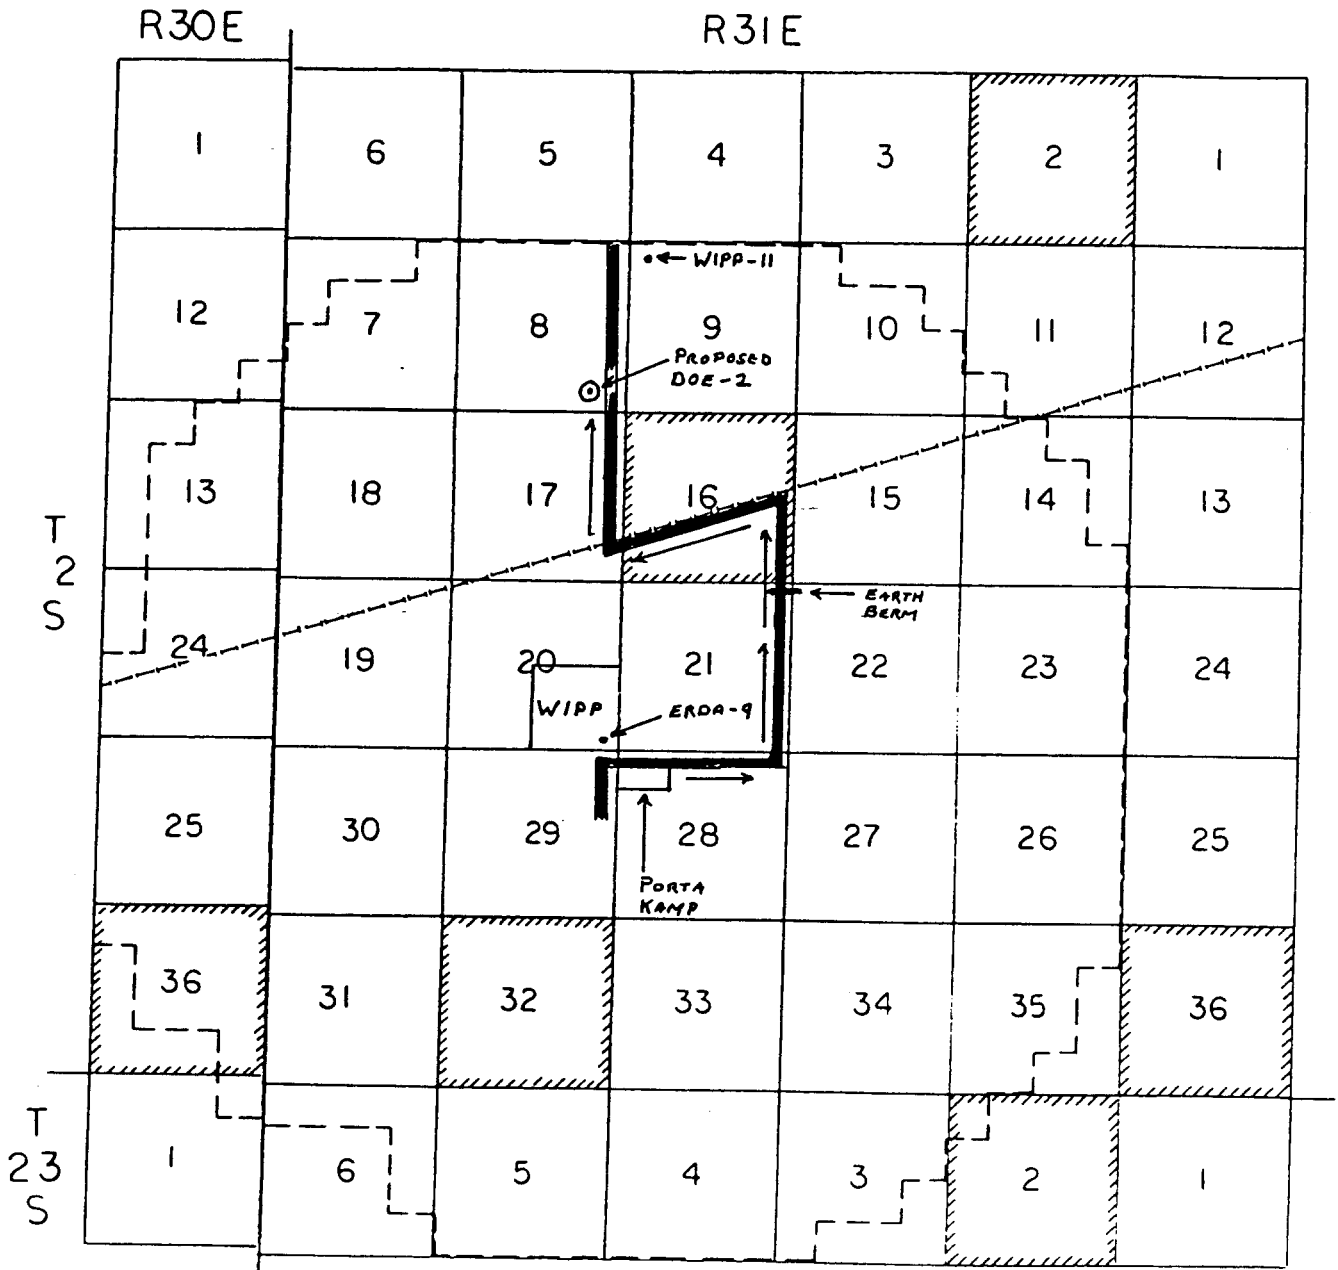 R30E R31E
1 6 5 4 3 2 1
WIPP-11
12 7 8 9 10 11 12
PROPOSED
DOE-2
13 18 17 16 15 14 13
T
2
S
EARTH
BERM
24 19 20 21 22 23 24
WIPP ERDA-9
25 30 29 28 27 26 25
PORTA
KAMP
36 31 32 33 34 35 36
T
23
S
1 6 5 4 3 2 1